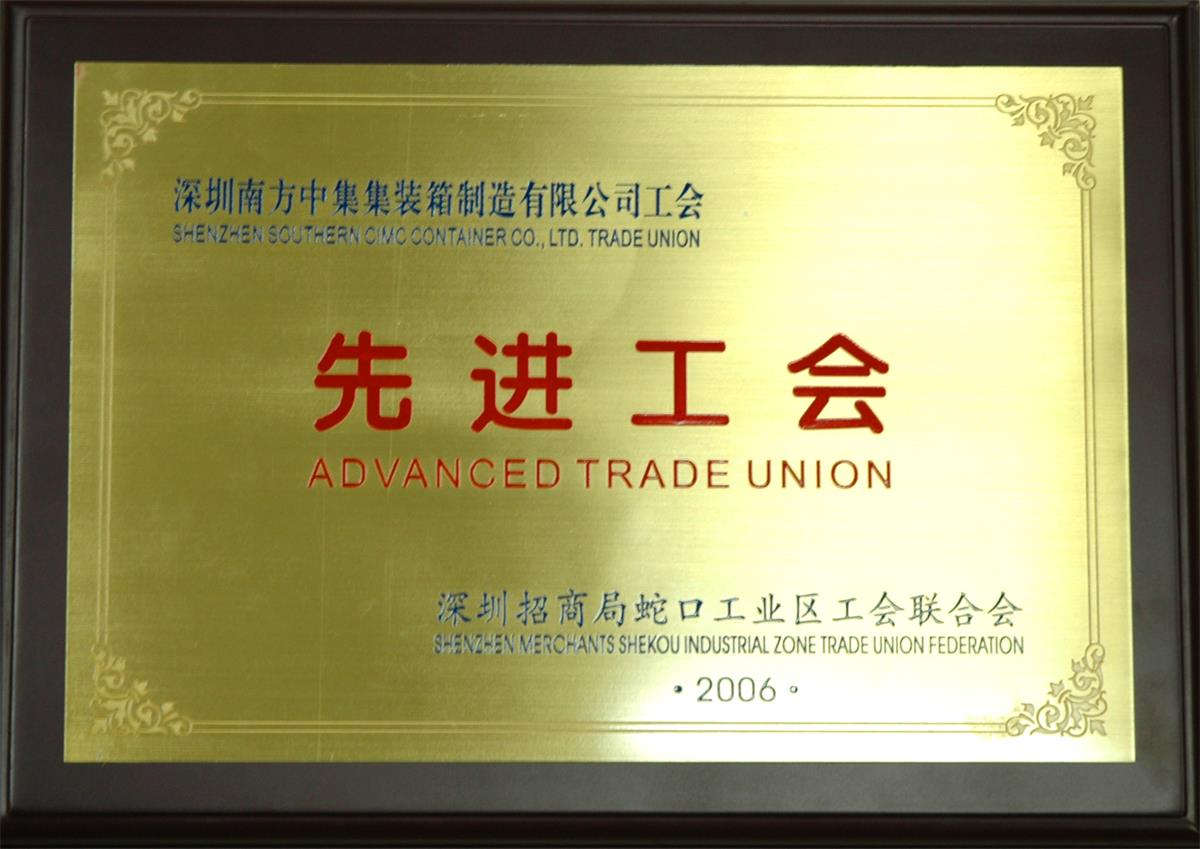 深圳南方中集集装箱制造有限公司工会
SHENZHEN SOUTHERN CIMC CONTAINER CO., LTD. TRADE UNION
先进工会
ADVANCED TRADE UNION
深圳招商局蛇口工业区工会联合会
SHENZHEN MERCHANTS SHEKOU INDUSTRIAL ZONE TRADE UNION FEDERATION
·2006·